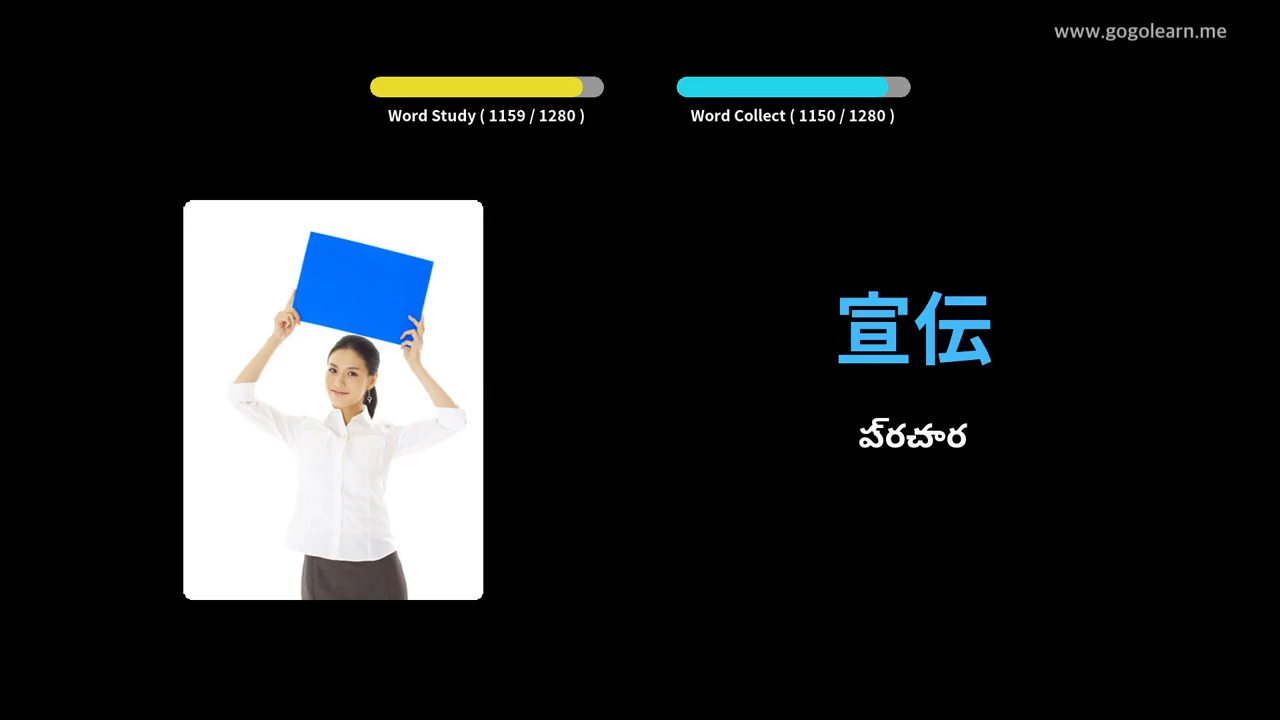 www.gogolearn.me
Word Study ( 1159 / 1280 )
Word Collect ( 1150 / 1280 )
宣伝
ప్రచార